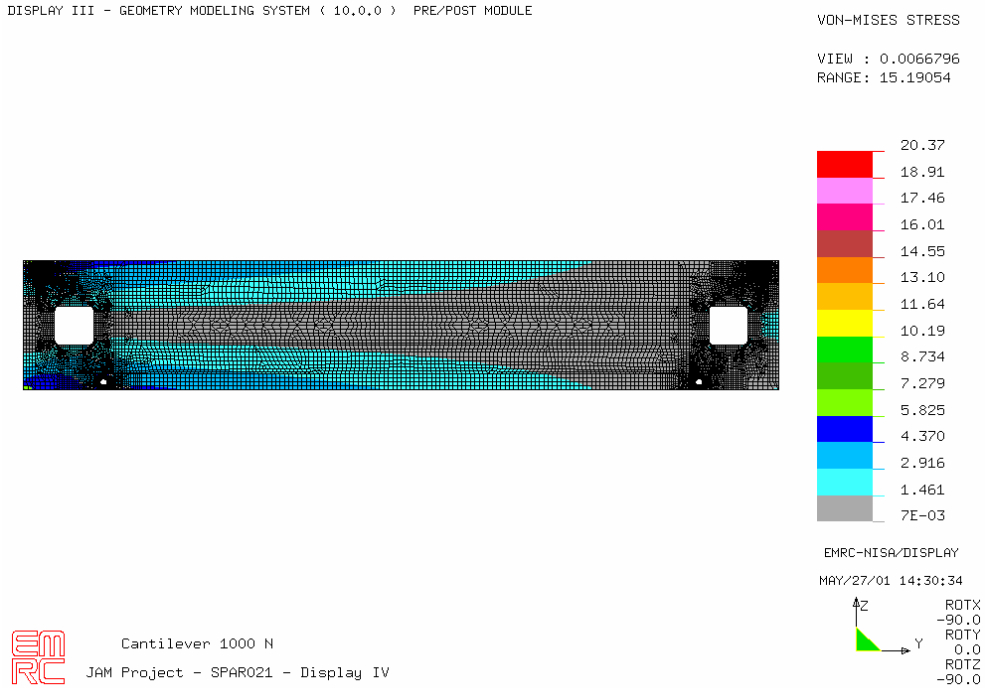 DISPLAY III - GEOMETRY MODELING SYSTEM ( 10.0.0 ) PRE/POST MODULE
VON-MISES STRESS
VIEW : 0.0066796
RANGE: 15.19054
20.37
18.91
17.46
16.01
14.55
13.10
11.64
10.19
8.734
7.279
5.825
4.370
2.916
1.461
7E-03
EMRC-NISA/DISPLAY
MAY/27/01 14:30:34
Z
Y
ROTX
-90.0
ROTY
0.0
ROTZ
-90.0
EMRC
Cantilever 1000 N
JAM Project - SPAR021 - Display IV